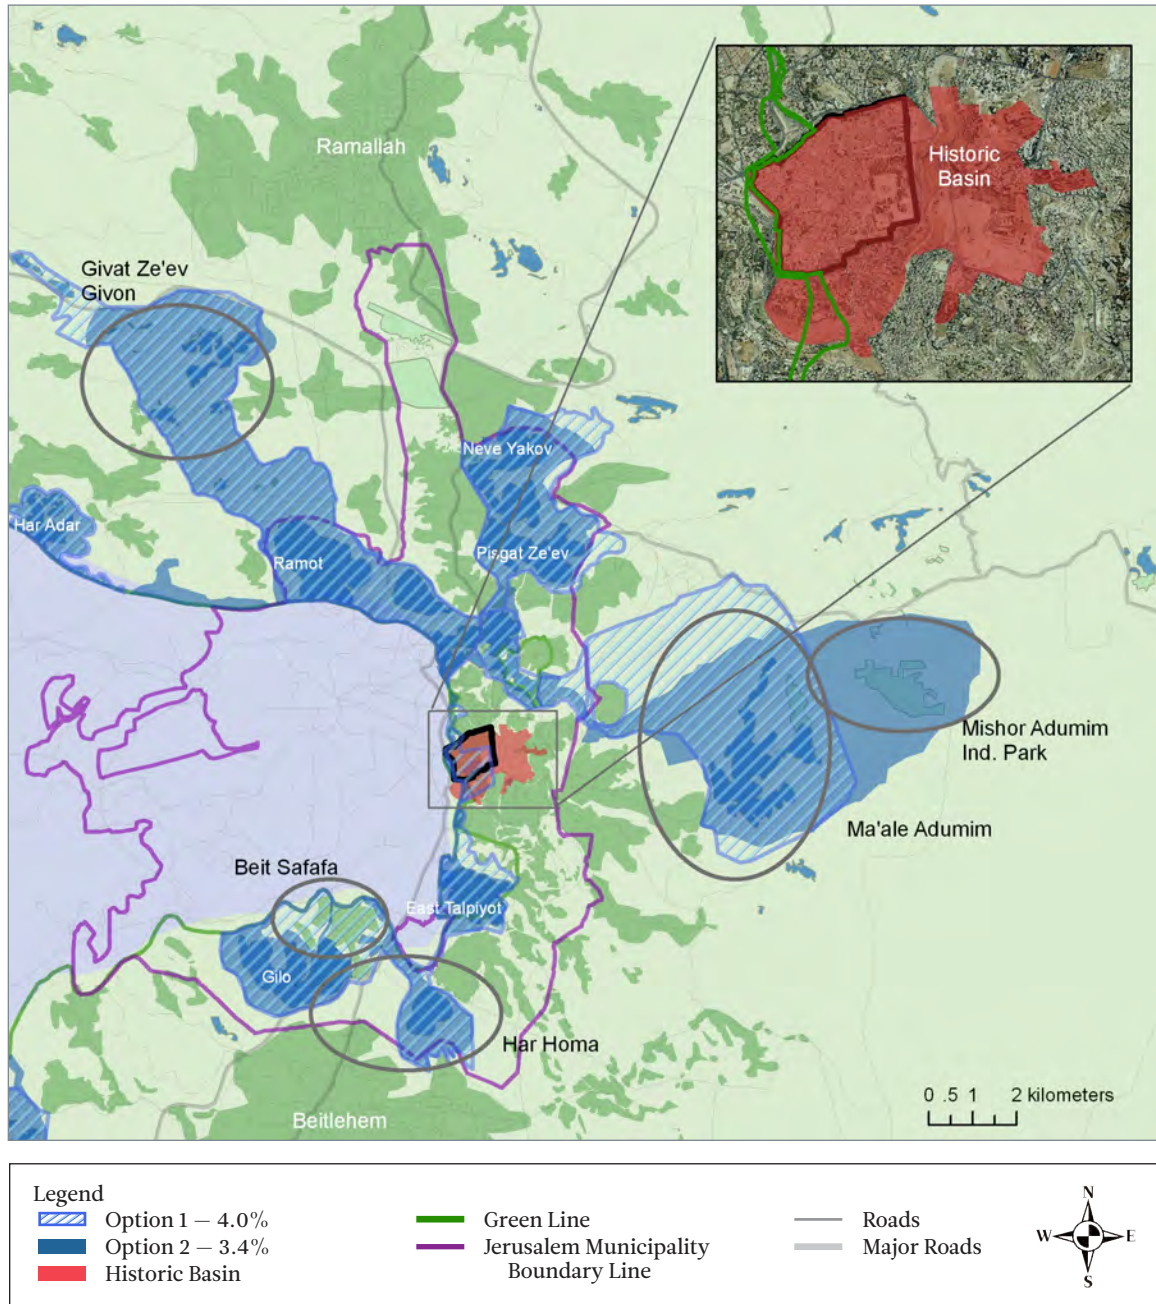 Ramallah
Historic
Basin
Givat Ze'ev
Givon
Neve Yakov
Har Adar
Pisgat Ze'ev
Ramot
Mishor Adumim
Ind. Park
Ma'ale Adumim
Beit Safafa
East Talpiyot
Gilo
Har Homa
Beitlehem
0 .5 1 2 kilometers
Legend
Option 1 – 4.0%
Option 2 – 3.4%
Historic Basin
Green Line
Jerusalem Municipality
Boundary Line
Roads
Major Roads
N
W E
S